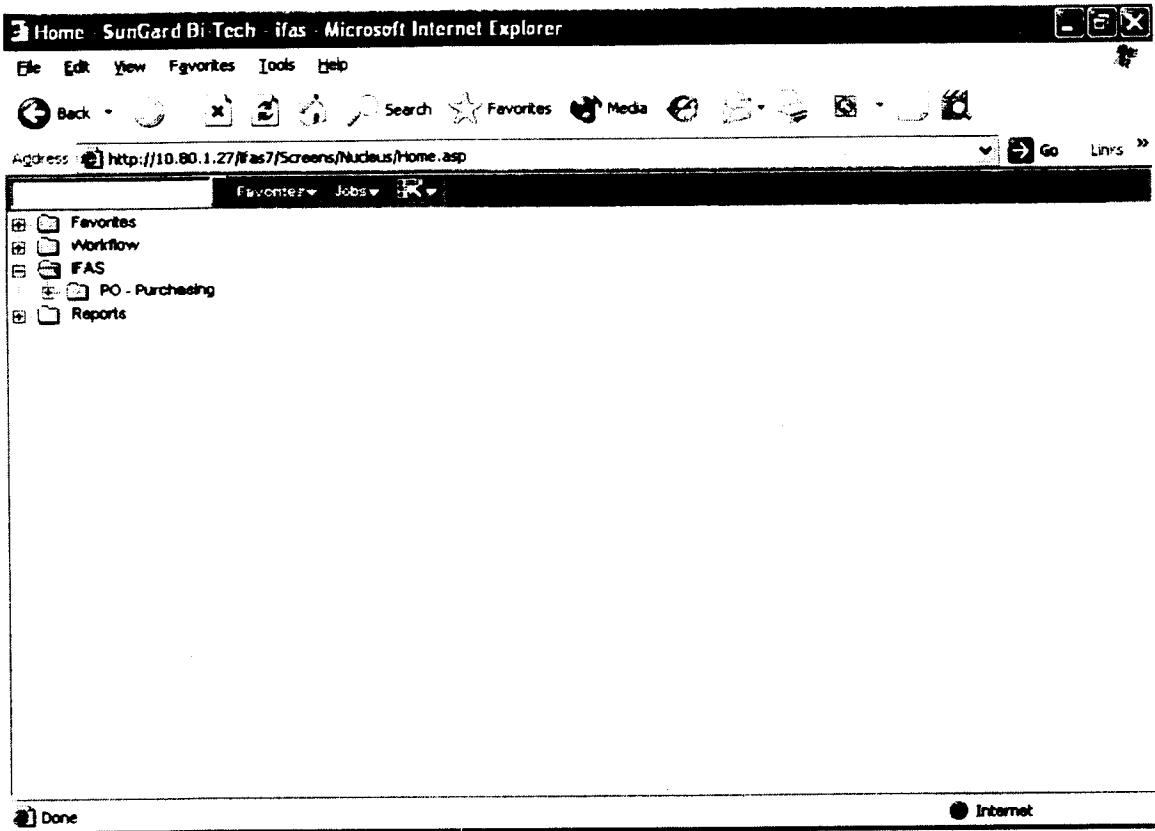 Home - SunGard Bi-Tech - ifas - Microsoft Internet Explorer
File Edit View Favorites Tools Help
Back Search Favorites Media
Address http://10.80.1.27/ifas7/Screens/Nucleus/Home.asp Go Links »
Favorites Jobs
Favorites
Workflow
IFAS
PO - Purchasing
Reports
Done Internet